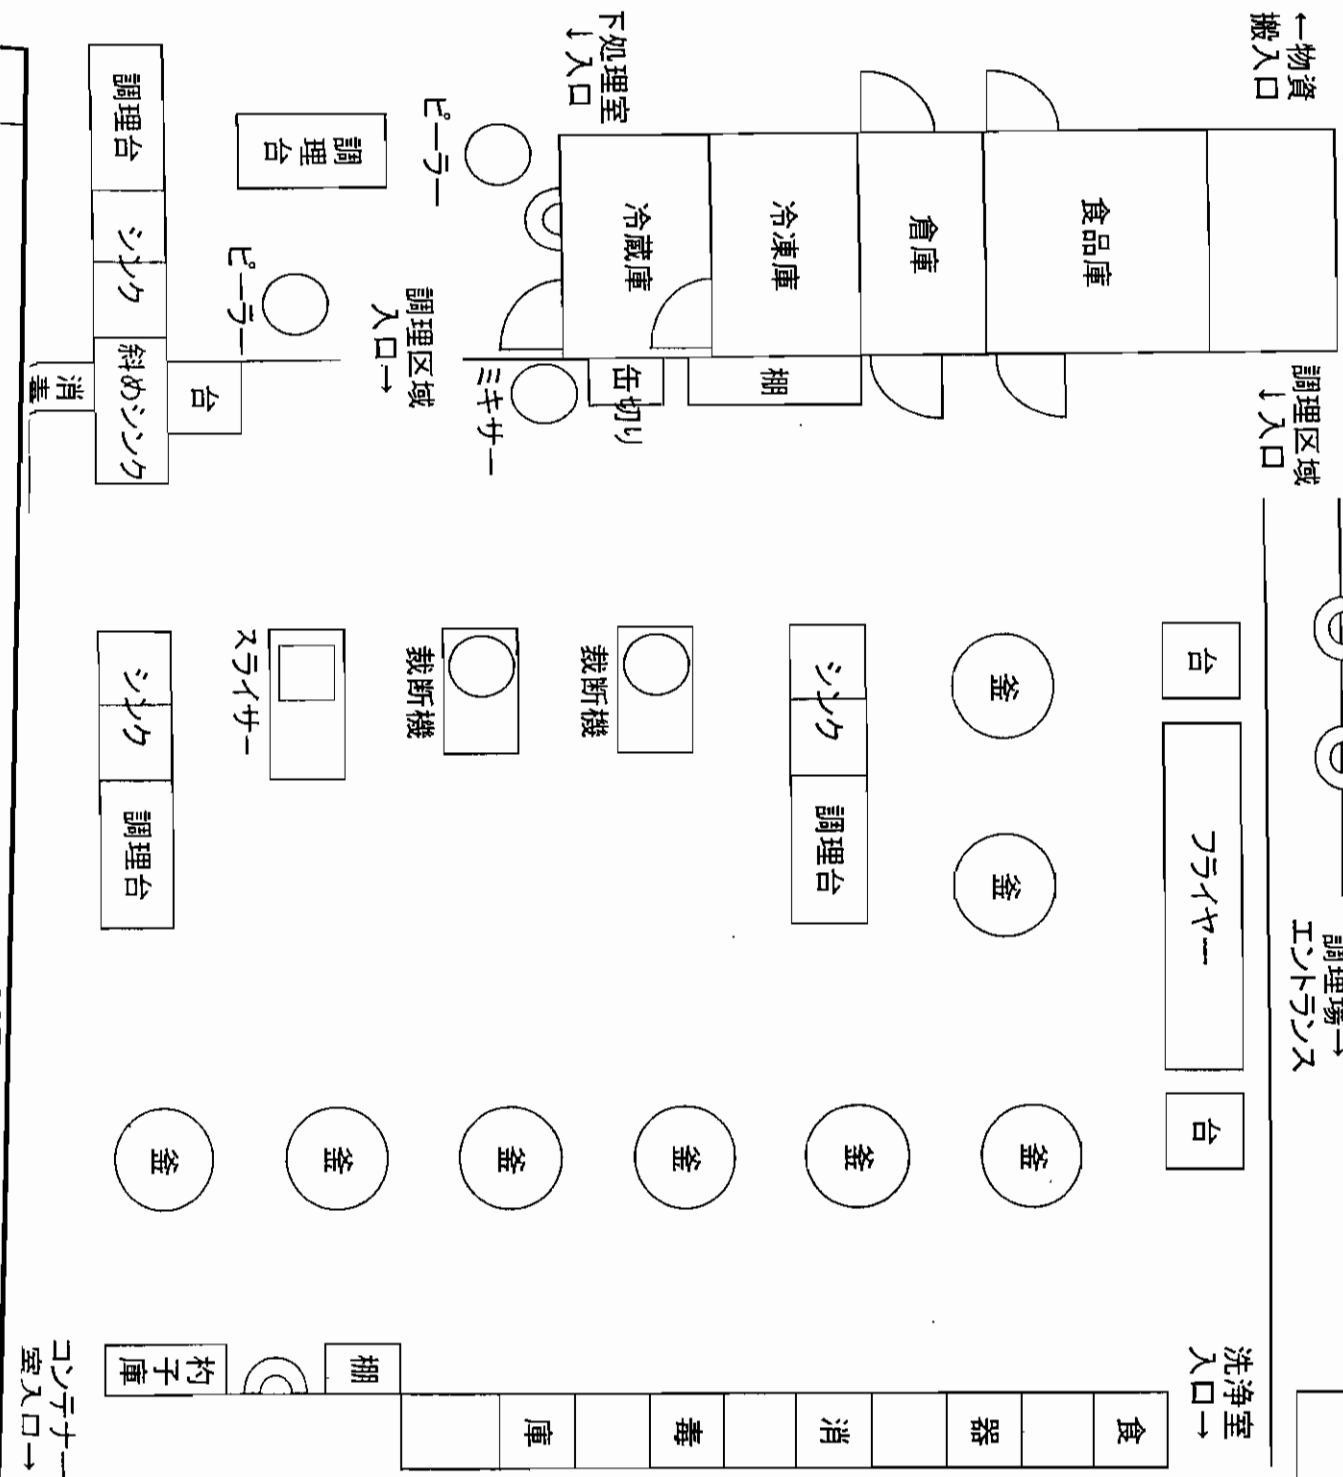 ←物資
搬入口
調理区域
↓入口
調理場→
エントランス
洗浄室
入口→
台
フライヤー
台
食品庫
倉庫
冷凍庫
冷蔵庫
下処理室
↓入口
棚
缶切り
ミキサー
釜
釜
シンク
調理台
裁断機
裁断機
スライサー
シンク
調理台
釜
釜
釜
釜
釜
釜
食器消毒庫
棚
杓子庫
コンテナー
室入口→
調理区域
入口→
ピーラー
調理台
ピーラー
調理台
シンク
斜めシンク
台
消毒